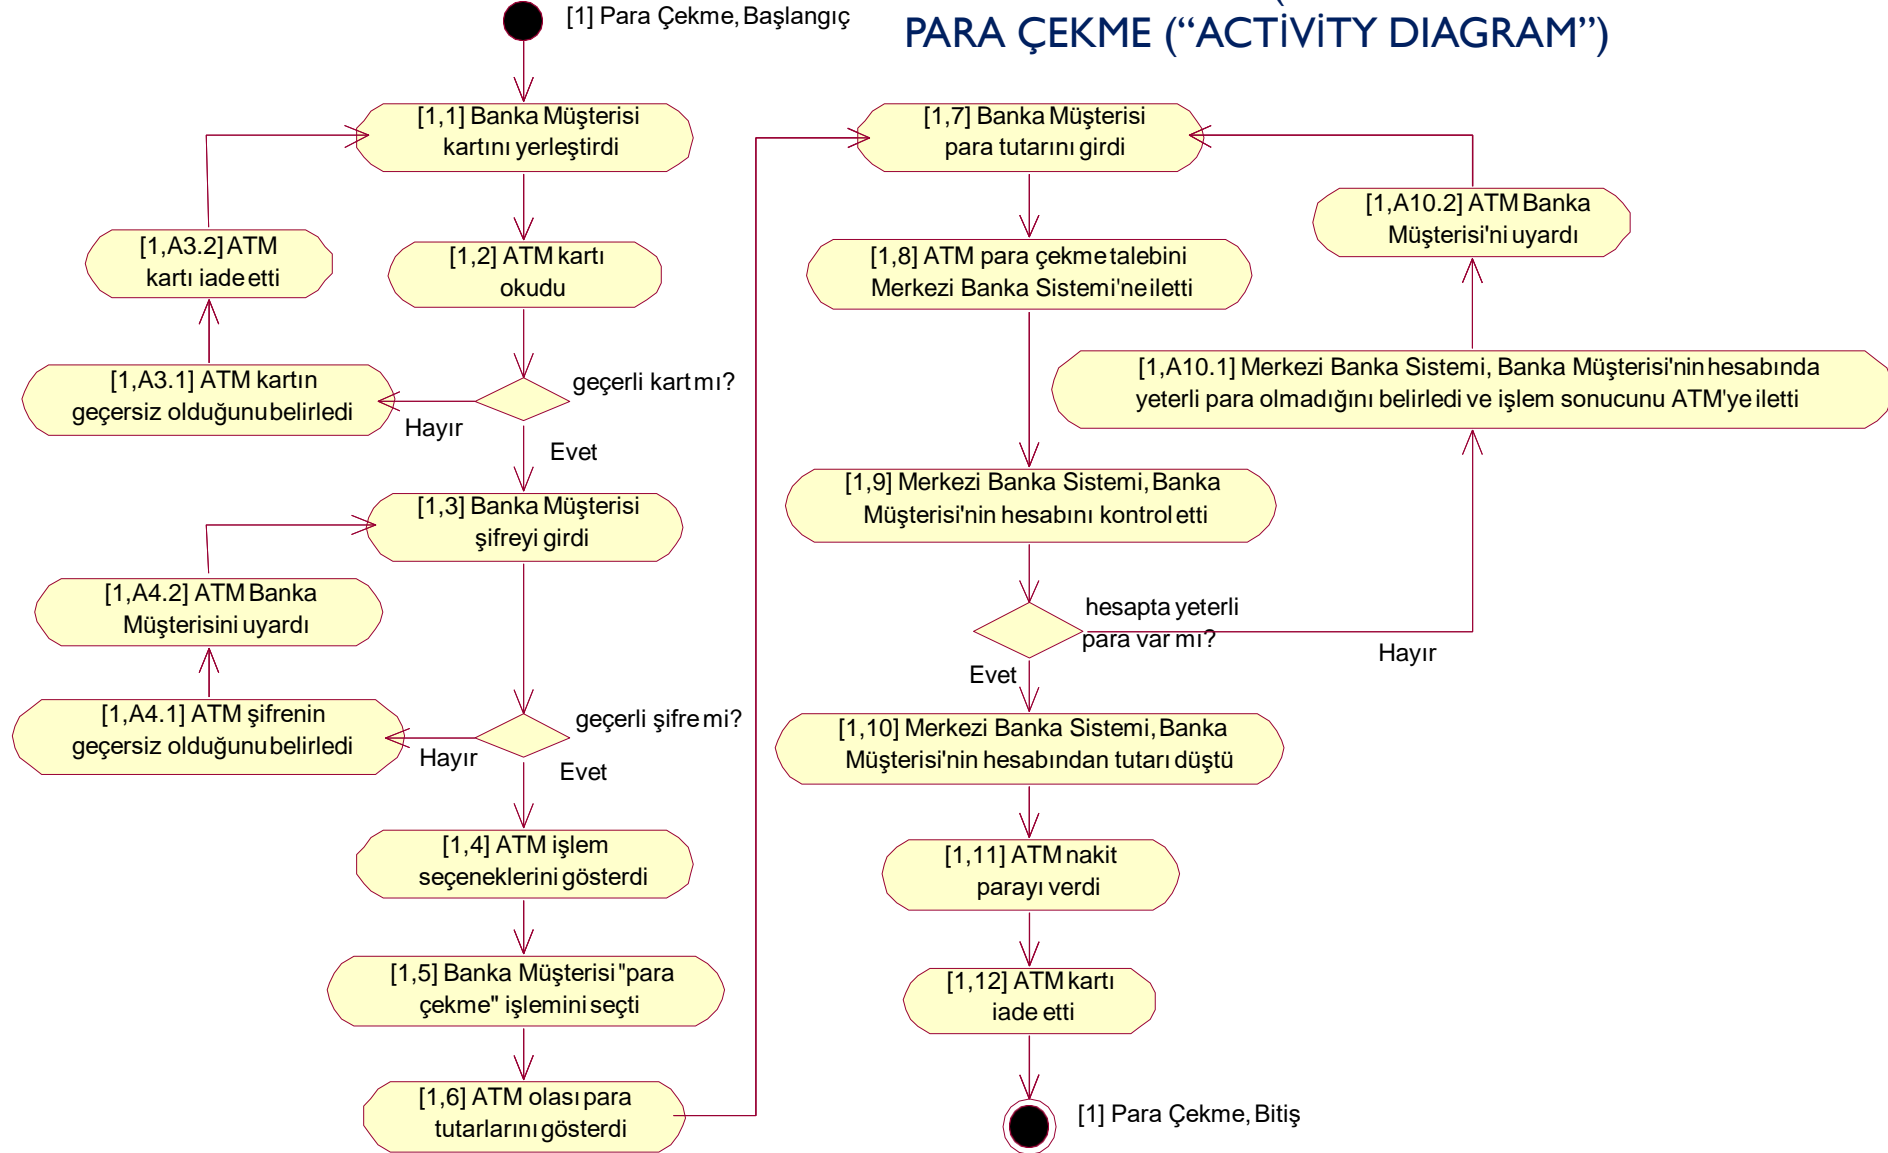 PARA ÇEKME (“ACTİVİTY DIAGRAM”)
[1] Para Çekme, Başlangıç
[1,1] Banka Müşterisi
kartını yerleştirdi
[1,2] ATM kartı
okudu
geçerli kart mı?
Hayır
Evet
[1,A3.1] ATM kartın
geçersiz olduğunu belirledi
[1,A3.2] ATM
kartı iade etti
[1,3] Banka Müşterisi
şifreyi girdi
geçerli şifre mi?
Hayır
Evet
[1,A4.1] ATM şifrenin
geçersiz olduğunu belirledi
[1,A4.2] ATM Banka
Müşterisini uyardı
[1,4] ATM işlem
seçeneklerini gösterdi
[1,5] Banka Müşterisi "para
çekme" işlemini seçti
[1,6] ATM olası para
tutarlarını gösterdi
[1,7] Banka Müşterisi
para tutarını girdi
[1,8] ATM para çekme talebini
Merkezi Banka Sistemi'ne iletti
[1,9] Merkezi Banka Sistemi, Banka
Müşterisi'nin hesabını kontrol etti
hesapta yeterli
para var mı?
Hayır
Evet
[1,A10.1] Merkezi Banka Sistemi, Banka Müşterisi'nin hesabında
yeterli para olmadığını belirledi ve işlem sonucunu ATM'ye iletti
[1,A10.2] ATM Banka
Müşterisi'ni uyardı
[1,10] Merkezi Banka Sistemi, Banka
Müşterisi'nin hesabından tutarı düştü
[1,11] ATM nakit
parayı verdi
[1,12] ATM kartı
iade etti
[1] Para Çekme, Bitiş